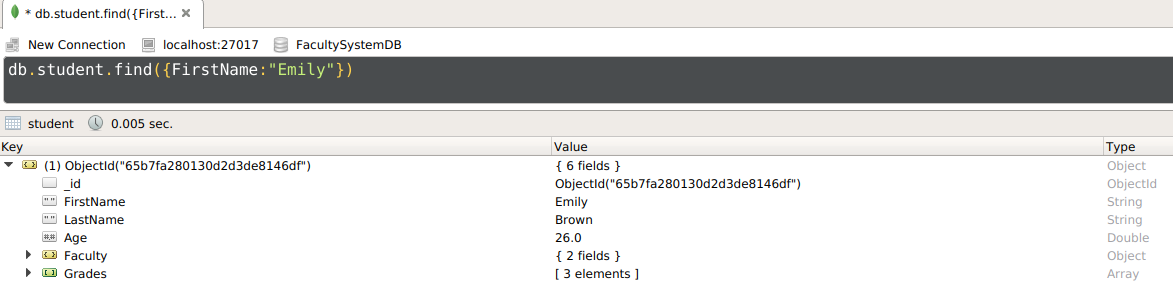 * db.student.find({First... ✕
New Connection localhost:27017 FacultySystemDB
db.student.find({FirstName:"Emily"})
student 0.005 sec.
Key Value Type
(1) ObjectId("65b7fa280130d2d3de8146df") { 6 fields } Object
_id ObjectId("65b7fa280130d2d3de8146df") ObjectId
" " FirstName Emily String
" " LastName Brown String
#.# Age 26.0 Double
Faculty { 2 fields } Object
Grades [ 3 elements ] Array